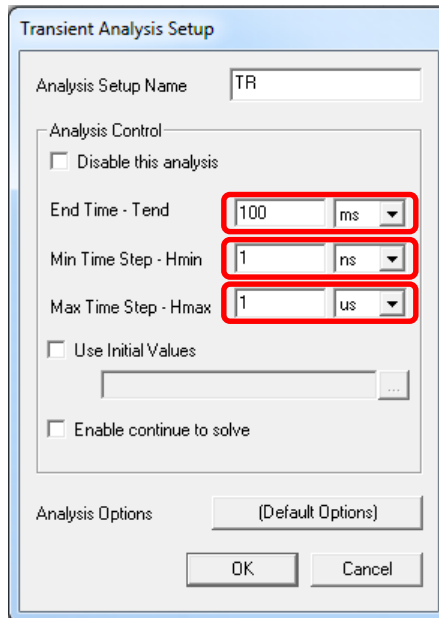 Transient Analysis Setup
Analysis Setup Name TR
Analysis Control
Disable this analysis
End Time - Tend 100 ms
Min Time Step - Hmin 1 ns
Max Time Step - Hmax 1 us
Use Initial Values
...
Enable continue to solve
Analysis Options (Default Options)
OK Cancel